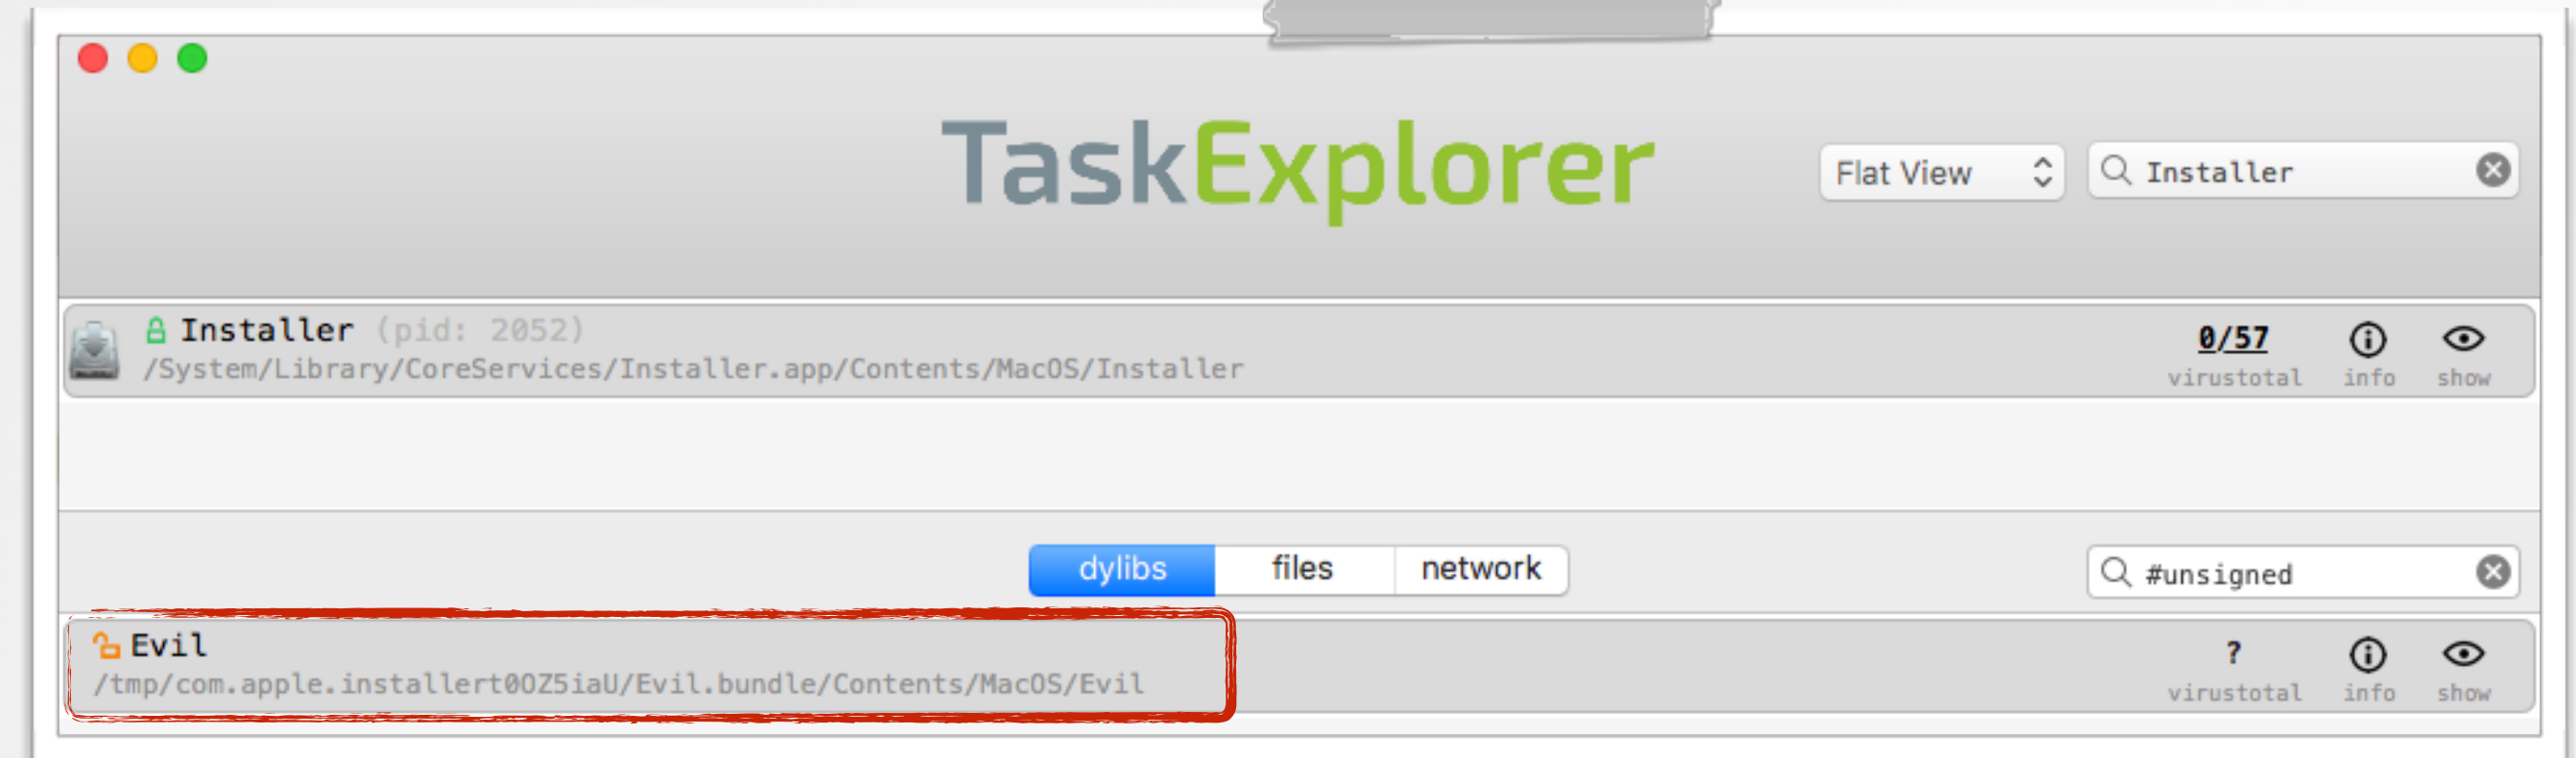 TaskExplorer
Flat View
Installer
Installer (pid: 2052)
/System/Library/CoreServices/Installer.app/Contents/MacOS/Installer
0/57
virustotal
info
show
dylibs
files
network
#unsigned
Evil
/tmp/com.apple.installert0OZ5iaU/Evil.bundle/Contents/MacOS/Evil
?
virustotal
info
show